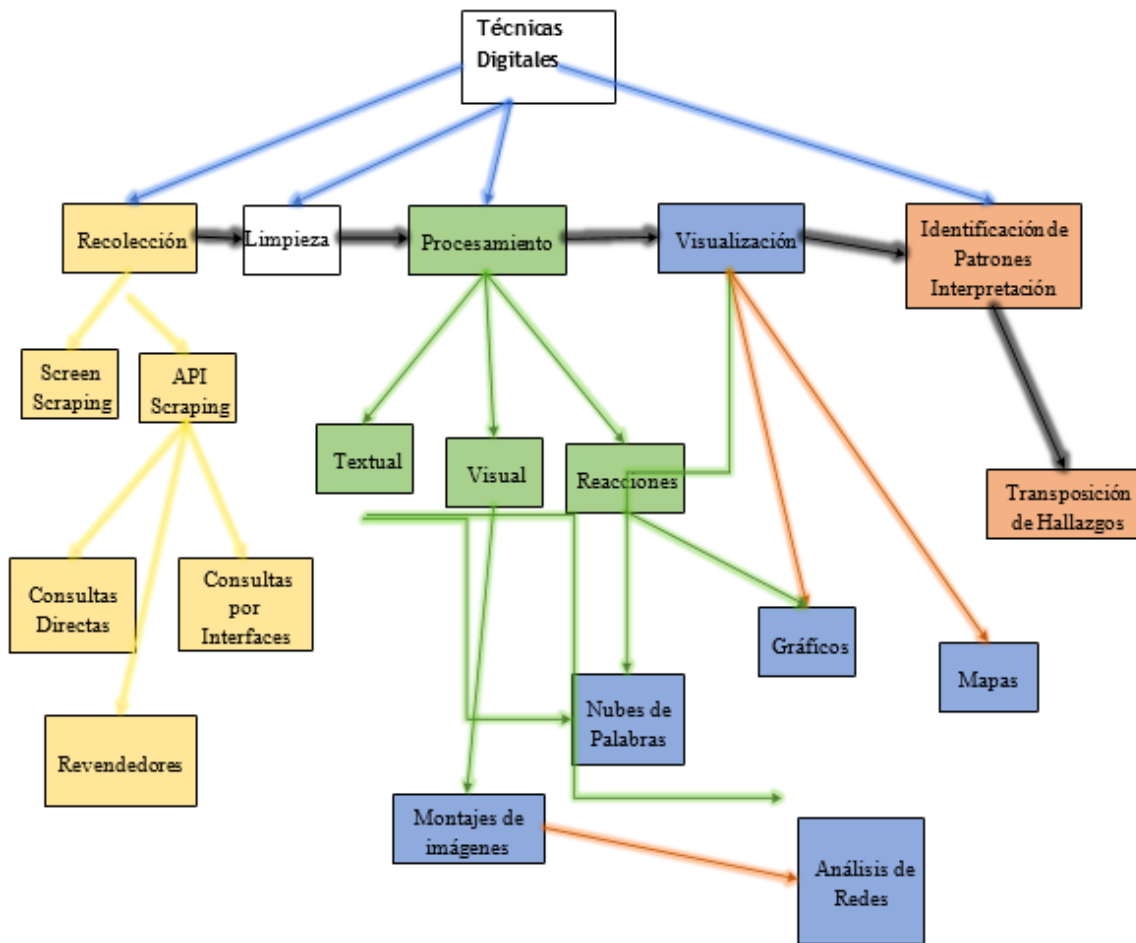 Técnicas
Digitales
Recolección
Limpieza
Procesamiento
Visualización
Identificación de
Patrones
Interpretación
Screen
Scraping
API
Scraping
Textual
Visual
Reacciones
Transposición
de Hallazgos
Consultas
Directas
Consultas
por
Interfaces
Gráficos
Mapas
Nubes de
Palabras
Revendedores
Montajes de
imágenes
Análisis de
Redes